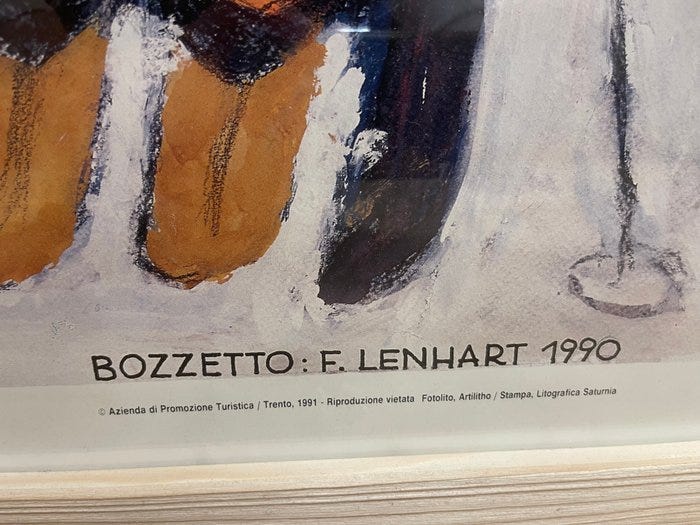 BOZZETTO: F. LENHART 1990
© Azienda di Promozione Turistica / Trento, 1991 - Riproduzione vietata Fotolito, Artilitho / Stampa, Litografica Saturnia